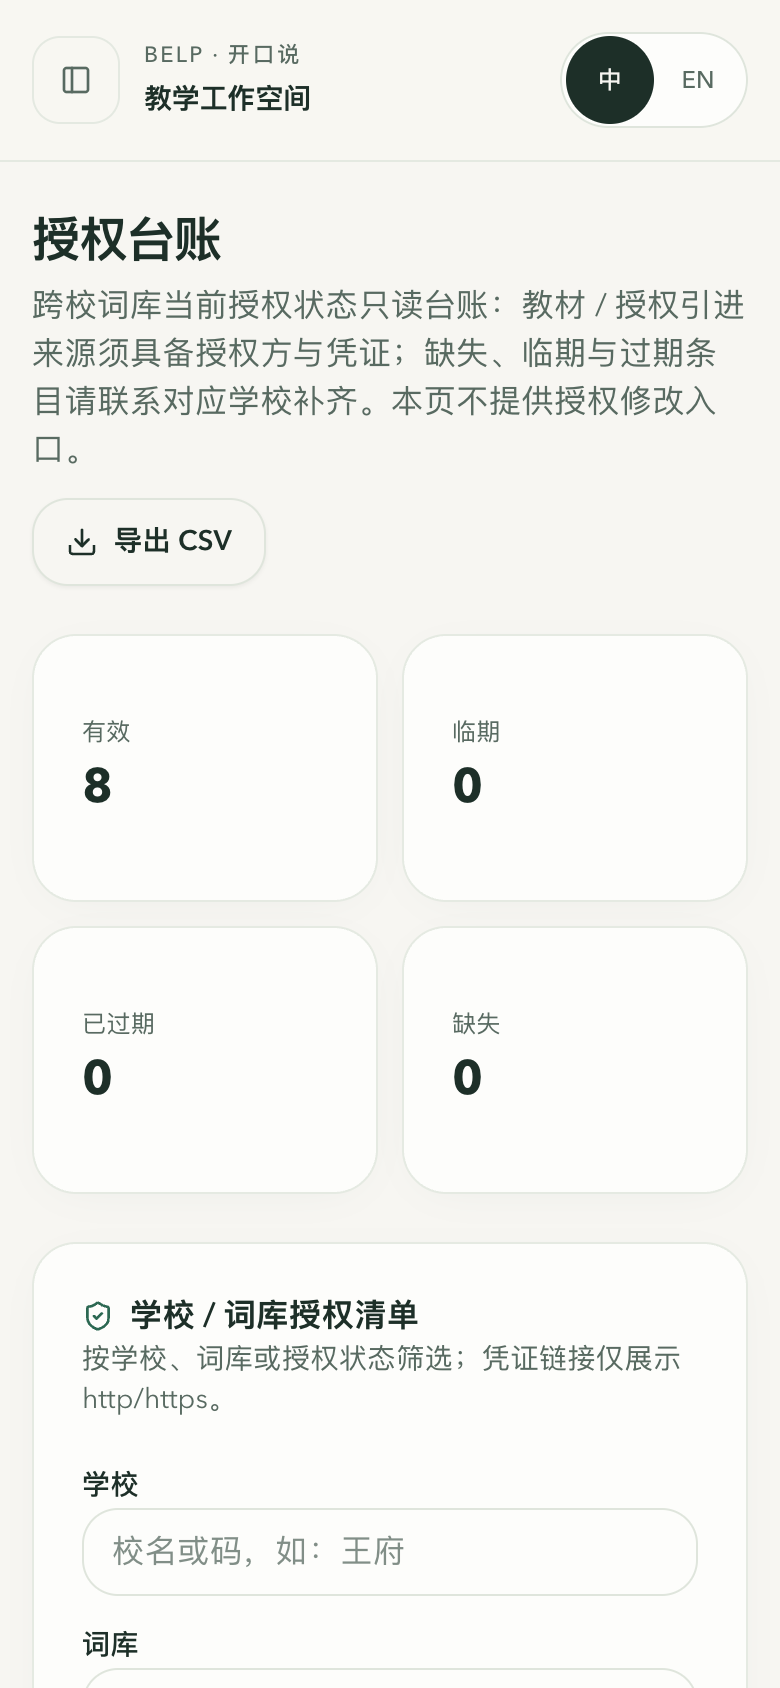 BELP · 开口说
教学工作空间
中
EN
授权台账
跨校词库当前授权状态只读台账：教材 / 授权引进
来源须具备授权方与凭证；缺失、临期与过期条
目请联系对应学校补齐。本页不提供授权修改入
口。
导出 CSV
有效
临期
8
0
已过期
缺失
0
0
学校 / 词库授权清单
按学校、词库或授权状态筛选；凭证链接仅展示
http/https。
学校
校名或码，如：王府
词库